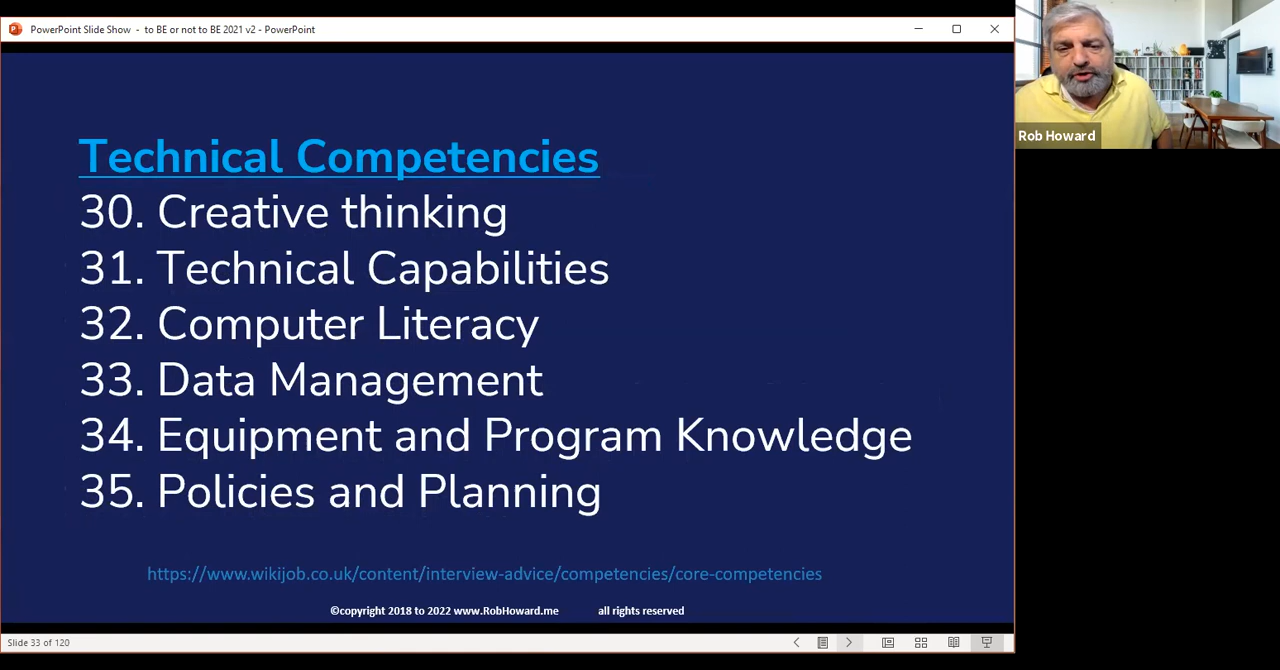 PowerPoint Slide Show - to BE or not to BE 2021 v2 - PowerPoint
Rob Howard
Technical Competencies
30. Creative thinking
31. Technical Capabilities
32. Computer Literacy
33. Data Management
34. Equipment and Program Knowledge
35. Policies and Planning
https://www.wikijob.co.uk/content/interview-advice/competencies/core-competencies
©copyright 2018 to 2022 www.RobHoward.me all rights reserved
Slide 33 of 120